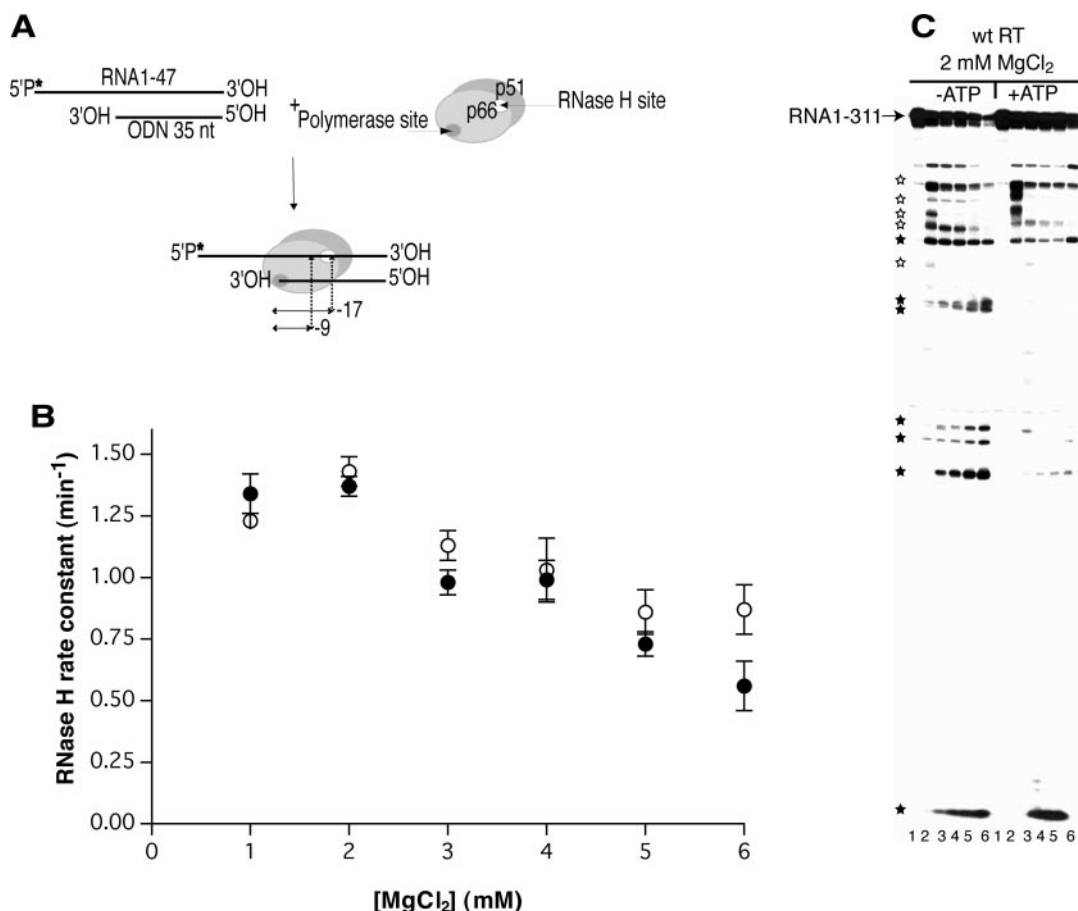 A
RNA1-47
5'P*
3'OH
3'OH
5'OH
ODN 35 nt
+
Polymerase site
p51
p66
RNase H site
5'P*
3'OH
3'OH
5'OH
-17
-9
B
RNase H rate constant (min⁻¹)
1.50
1.25
1.00
0.75
0.50
0.25
0.00
0 1 2 3 4 5 6
[MgCl₂] (mM)
C
wt RT
2 mM MgCl₂
-ATP +ATP
RNA1-311
1 2 3 4 5 6 1 2 3 4 5 6